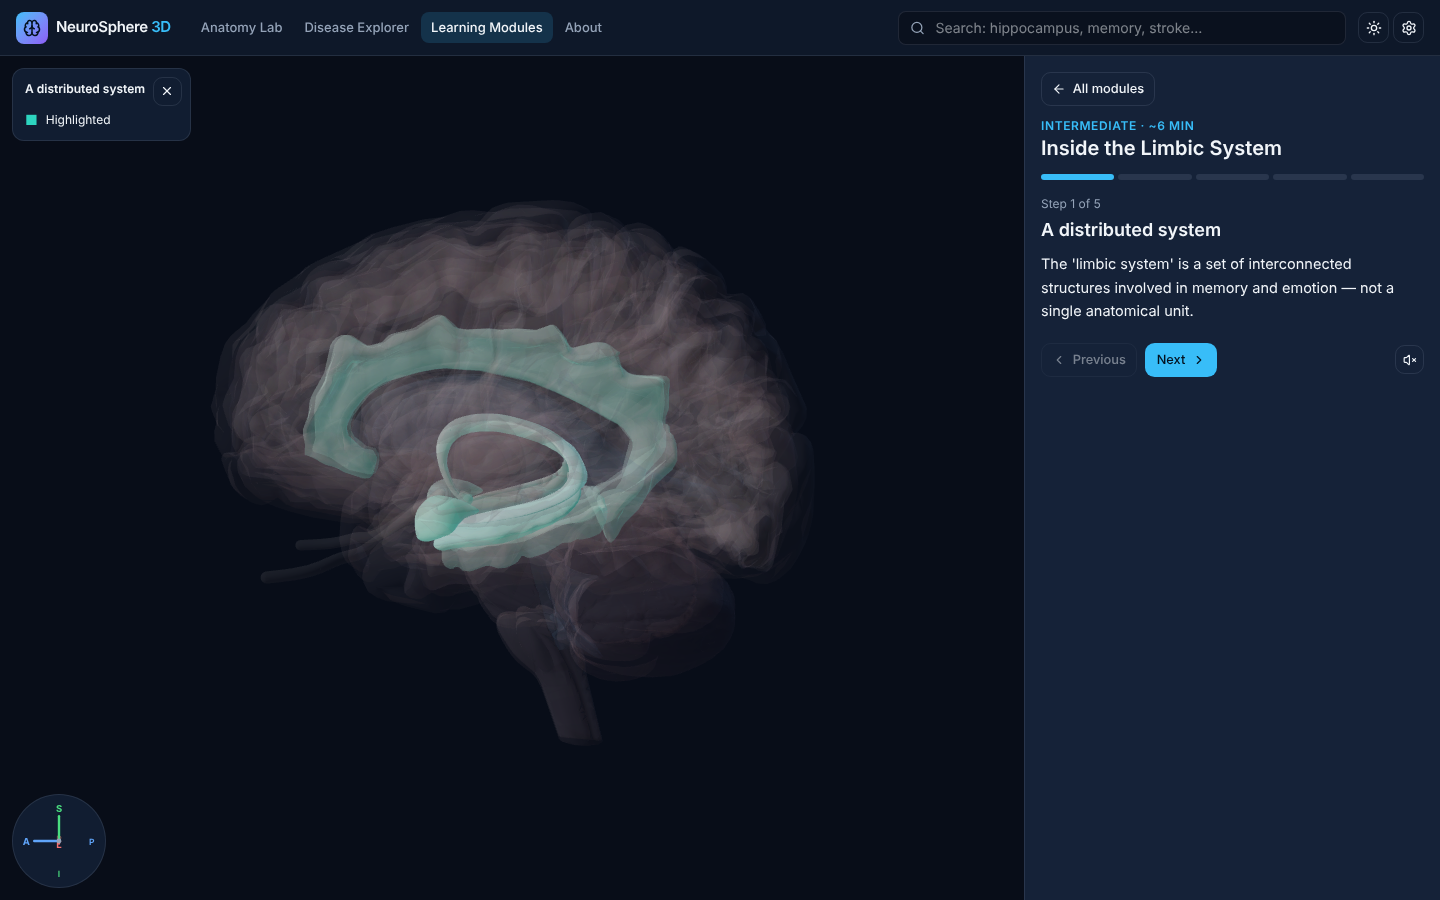 NeuroSphere 3D
Anatomy Lab
Disease Explorer
Learning Modules
About
Search: hippocampus, memory, stroke...
A distributed system
Highlighted
All modules
INTERMEDIATE · ~6 MIN
Inside the Limbic System
Step 1 of 5
A distributed system
The 'limbic system' is a set of interconnected
structures involved in memory and emotion — not a
single anatomical unit.
Previous
Next
S
A
P
I